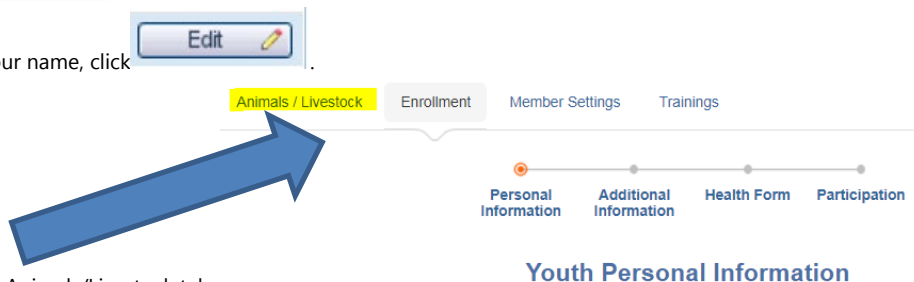 Edit
our name, click .
Animals / Livestock Enrollment Member Settings Trainings
Personal Information Additional Information Health Form Participation
Youth Personal Information